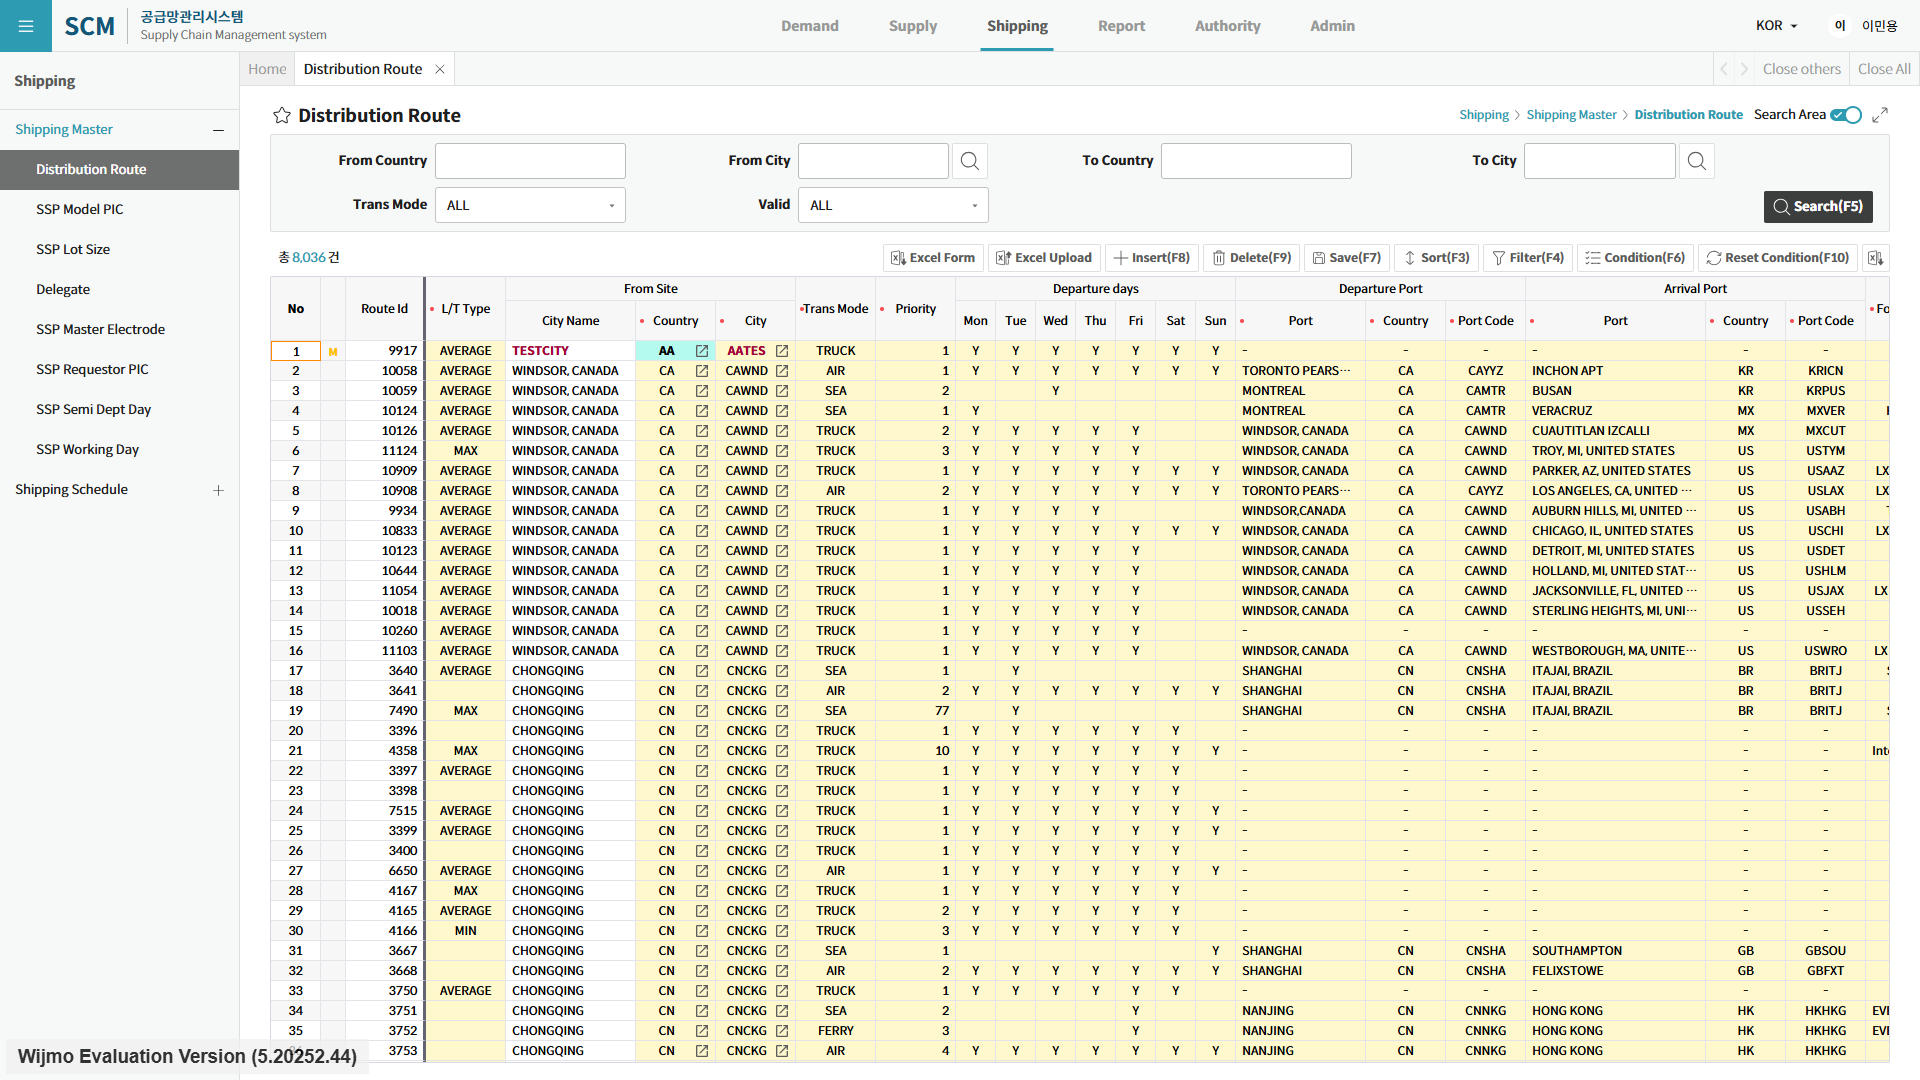 SCM 공급망관리시스템 Supply Chain Management system
Demand Supply Shipping Report Authority Admin
KOR 이 이민용
Shipping
Home Distribution Route
Close others Close All
Shipping Master
Distribution Route
SSP Model PIC
SSP Lot Size
Delegate
SSP Master Electrode
SSP Requestor PIC
SSP Semi Dept Day
SSP Working Day
Shipping Schedule
Distribution Route
Shipping > Shipping Master > Distribution Route Search Area
From Country From City To Country To City
Trans Mode ALL Valid ALL Search(F5)
총 8,036 건
Excel Form Excel Upload Insert(F8) Delete(F9) Save(F7) Sort(F3) Filter(F4) Condition(F6) Reset Condition(F10)
No Route Id L/T Type From Site Trans Mode Priority Departure days Departure Port Arrival Port Fo
City Name Country City Mon Tue Wed Thu Fri Sat Sun Port Country Port Code Port Country Port Code
1 M 9917 AVERAGE TESTCITY AA AATES TRUCK 1 Y Y Y Y Y Y Y - - - - - -
2 10058 AVERAGE WINDSOR, CANADA CA CAWND AIR 1 Y Y Y Y Y Y Y TORONTO PEARS··· CA CAYYZ INCHON APT KR KRICN
3 10059 AVERAGE WINDSOR, CANADA CA CAWND SEA 2 Y MONTREAL CA CAMTR BUSAN KR KRPUS
4 10124 AVERAGE WINDSOR, CANADA CA CAWND SEA 1 Y MONTREAL CA CAMTR VERACRUZ MX MXVER
5 10126 AVERAGE WINDSOR, CANADA CA CAWND TRUCK 2 Y Y Y Y Y WINDSOR, CANADA CA CAWND CUAUTITLAN IZCALLI MX MXCUT
6 11124 MAX WINDSOR, CANADA CA CAWND TRUCK 3 Y Y Y Y Y WINDSOR, CANADA CA CAWND TROY, MI, UNITED STATES US USTYM
7 10909 AVERAGE WINDSOR, CANADA CA CAWND TRUCK 1 Y Y Y Y Y Y Y WINDSOR, CANADA CA CAWND PARKER, AZ, UNITED STATES US USAAZ LX
8 10908 AVERAGE WINDSOR, CANADA CA CAWND AIR 2 Y Y Y Y Y Y Y TORONTO PEARS··· CA CAYYZ LOS ANGELES, CA, UNITED ··· US USLAX LX
9 9934 AVERAGE WINDSOR, CANADA CA CAWND TRUCK 1 Y Y Y Y WINDSOR,CANADA CA CAWND AUBURN HILLS, MI, UNITED ··· US USABH
10 10833 AVERAGE WINDSOR, CANADA CA CAWND TRUCK 1 Y Y Y Y Y Y Y WINDSOR, CANADA CA CAWND CHICAGO, IL, UNITED STATES US USCHI LX
11 10123 AVERAGE WINDSOR, CANADA CA CAWND TRUCK 1 Y Y Y Y Y WINDSOR, CANADA CA CAWND DETROIT, MI, UNITED STATES US USDET
12 10644 AVERAGE WINDSOR, CANADA CA CAWND TRUCK 1 Y Y Y Y Y WINDSOR, CANADA CA CAWND HOLLAND, MI, UNITED STAT··· US USHLM
13 11054 AVERAGE WINDSOR, CANADA CA CAWND TRUCK 1 Y Y Y Y Y WINDSOR, CANADA CA CAWND JACKSONVILLE, FL, UNITED ··· US USJAX LX
14 10018 AVERAGE WINDSOR, CANADA CA CAWND TRUCK 1 Y Y Y Y Y WINDSOR, CANADA CA CAWND STERLING HEIGHTS, MI, UNI··· US USSEH
15 10260 AVERAGE WINDSOR, CANADA CA CAWND TRUCK 1 Y Y Y Y Y - - - - - -
16 11103 AVERAGE WINDSOR, CANADA CA CAWND TRUCK 1 Y Y Y Y Y WINDSOR, CANADA CA CAWND WESTBOROUGH, MA, UNITE··· US USWRO LX
17 3640 AVERAGE CHONGQING CN CNCKG SEA 1 Y SHANGHAI CN CNSHA ITAJAI, BRAZIL BR BRITJ
18 3641 CHONGQING CN CNCKG AIR 2 Y Y Y Y Y Y Y SHANGHAI CN CNSHA ITAJAI, BRAZIL BR BRITJ
19 7490 MAX CHONGQING CN CNCKG SEA 77 Y SHANGHAI CN CNSHA ITAJAI, BRAZIL BR BRITJ
20 3396 CHONGQING CN CNCKG TRUCK 1 Y Y Y Y Y Y - - - - - -
21 4358 MAX CHONGQING CN CNCKG TRUCK 10 Y Y Y Y Y Y Y - - - - - - Int
22 3397 AVERAGE CHONGQING CN CNCKG TRUCK 1 Y Y Y Y Y Y - - - - - -
23 3398 CHONGQING CN CNCKG TRUCK 1 Y Y Y Y Y Y - - - - - -
24 7515 AVERAGE CHONGQING CN CNCKG TRUCK 1 Y Y Y Y Y Y Y - - - - - -
25 3399 AVERAGE CHONGQING CN CNCKG TRUCK 1 Y Y Y Y Y Y Y - - - - - -
26 3400 CHONGQING CN CNCKG TRUCK 1 Y Y Y Y Y Y - - - - - -
27 6650 AVERAGE CHONGQING CN CNCKG AIR 1 Y Y Y Y Y Y Y - - - - - -
28 4167 MAX CHONGQING CN CNCKG TRUCK 1 Y Y Y Y Y Y - - - - - -
29 4165 AVERAGE CHONGQING CN CNCKG TRUCK 2 Y Y Y Y Y Y - - - - - -
30 4166 MIN CHONGQING CN CNCKG TRUCK 3 Y Y Y Y Y Y - - - - - -
31 3667 CHONGQING CN CNCKG SEA 1 Y SHANGHAI CN CNSHA SOUTHAMPTON GB GBSOU
32 3668 CHONGQING CN CNCKG AIR 2 Y Y Y Y Y Y Y SHANGHAI CN CNSHA FELIXSTOWE GB GBFXT
33 3750 AVERAGE CHONGQING CN CNCKG TRUCK 1 Y Y Y Y Y Y - - - - - -
34 3751 CHONGQING CN CNCKG SEA 2 Y NANJING CN CNNKG HONG KONG HK HKHKG EVI
35 3752 CHONGQING CN CNCKG FERRY 3 Y NANJING CN CNNKG HONG KONG HK HKHKG EVI
3753 CHONGQING CN CNCKG AIR 4 Y Y Y Y Y Y Y NANJING CN CNNKG HONG KONG HK HKHKG
Wijmo Evaluation Version (5.20252.44)